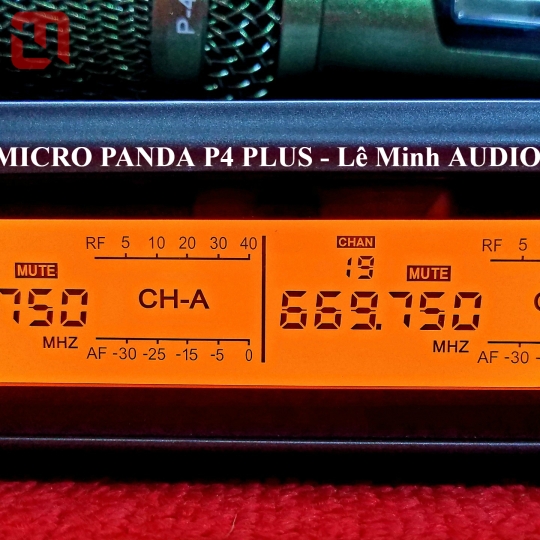 P-4
MICRO PANDA P4 PLUS - Lê Minh AUDIO
RF 5 10 20 30 40
MUTE
750
CH-A
MHZ
AF -30 -25 -15 -5 0
CHAN
19
MUTE
669.750
MHZ
RF 5
C
AF -30 -